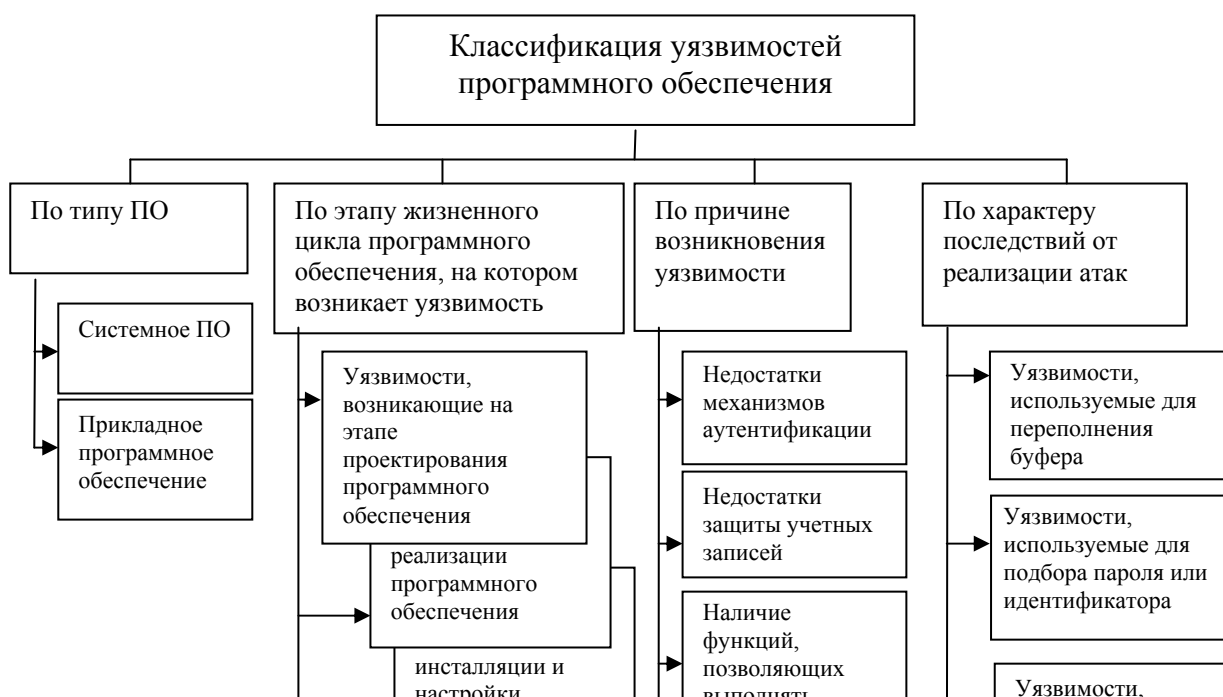 Классификация уязвимостей
программного обеспечения
По типу ПО
Системное ПО
Прикладное
программное
обеспечение
По этапу жизненного
цикла программного
обеспечения, на котором
возникает уязвимость
Уязвимости,
возникающие на
этапе
проектирования
программного
обеспечения
реализации
программного
обеспечения
инсталляции и
настройки
По причине
возникновения
уязвимости
Недостатки
механизмов
аутентификации
Недостатки
защиты учетных
записей
Наличие
функций,
позволяющих
выполнять
По характеру
последствий от
реализации атак
Уязвимости,
используемые для
переполнения
буфера
Уязвимости,
используемые для
подбора пароля или
идентификатора
Уязвимости,